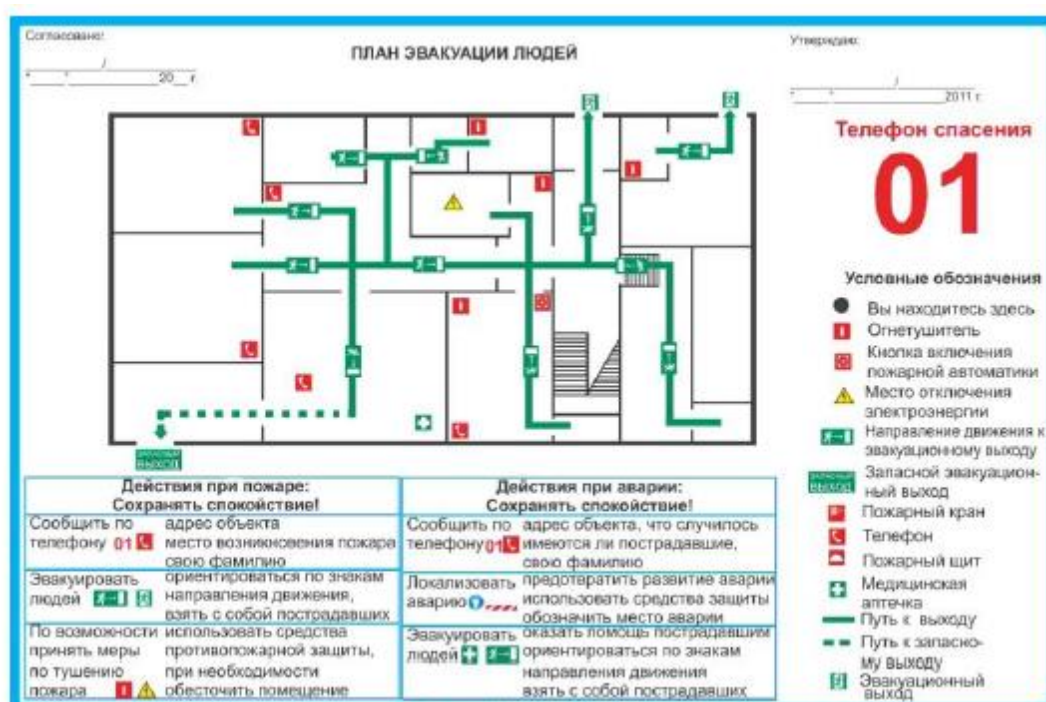 Согласовано:
/
"____"____________20__ г.
ПЛАН ЭВАКУАЦИИ ЛЮДЕЙ
Утверждаю:
/
"____"____________2011 г.
Телефон спасения
01
ЗАПАСНЫЙ
ВЫХОД
Условные обозначения
Вы находитесь здесь
Огнетушитель
Кнопка включения
пожарной автоматики
Место отключения
электроэнергии
Направление движения к
эвакуационному выходу
Запасной эвакуацион-
ный выход
Пожарный кран
Телефон
Пожарный щит
Медицинская
аптечка
Путь к выходу
Путь к запасно-
му выходу
Эвакуационный
выход
Действия при пожаре:
Сохранять спокойствие!
Сообщить по
телефону 01
адрес объекта
место возникновения пожара
свою фамилию
Эвакуировать
людей
ориентироваться по знакам
направления движения,
взять с собой пострадавших
По возможности
принять меры
по тушению
пожара
использовать средства
противопожарной защиты,
при необходимости
обесточить помещение
Действия при аварии:
Сохранять спокойствие!
Сообщить по
телефону 01
адрес объекта, что случилось
имеются ли пострадавшие,
свою фамилию
Локализовать
аварию
предотвратить развитие аварии
использовать средства защиты
обозначить место аварии
Эвакуировать
людей
оказать помощь пострадавшим
ориентироваться по знакам
направления движения
взять с собой пострадавших